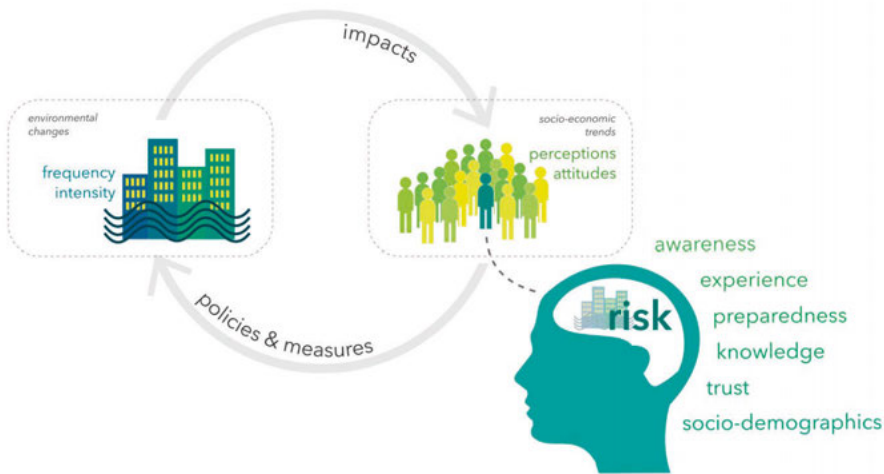 impacts
environmental
changes
frequency
intensity
socio-economic
trends
perceptions
attitudes
policies & measures
risk
awareness
experience
preparedness
knowledge
trust
socio-demographics